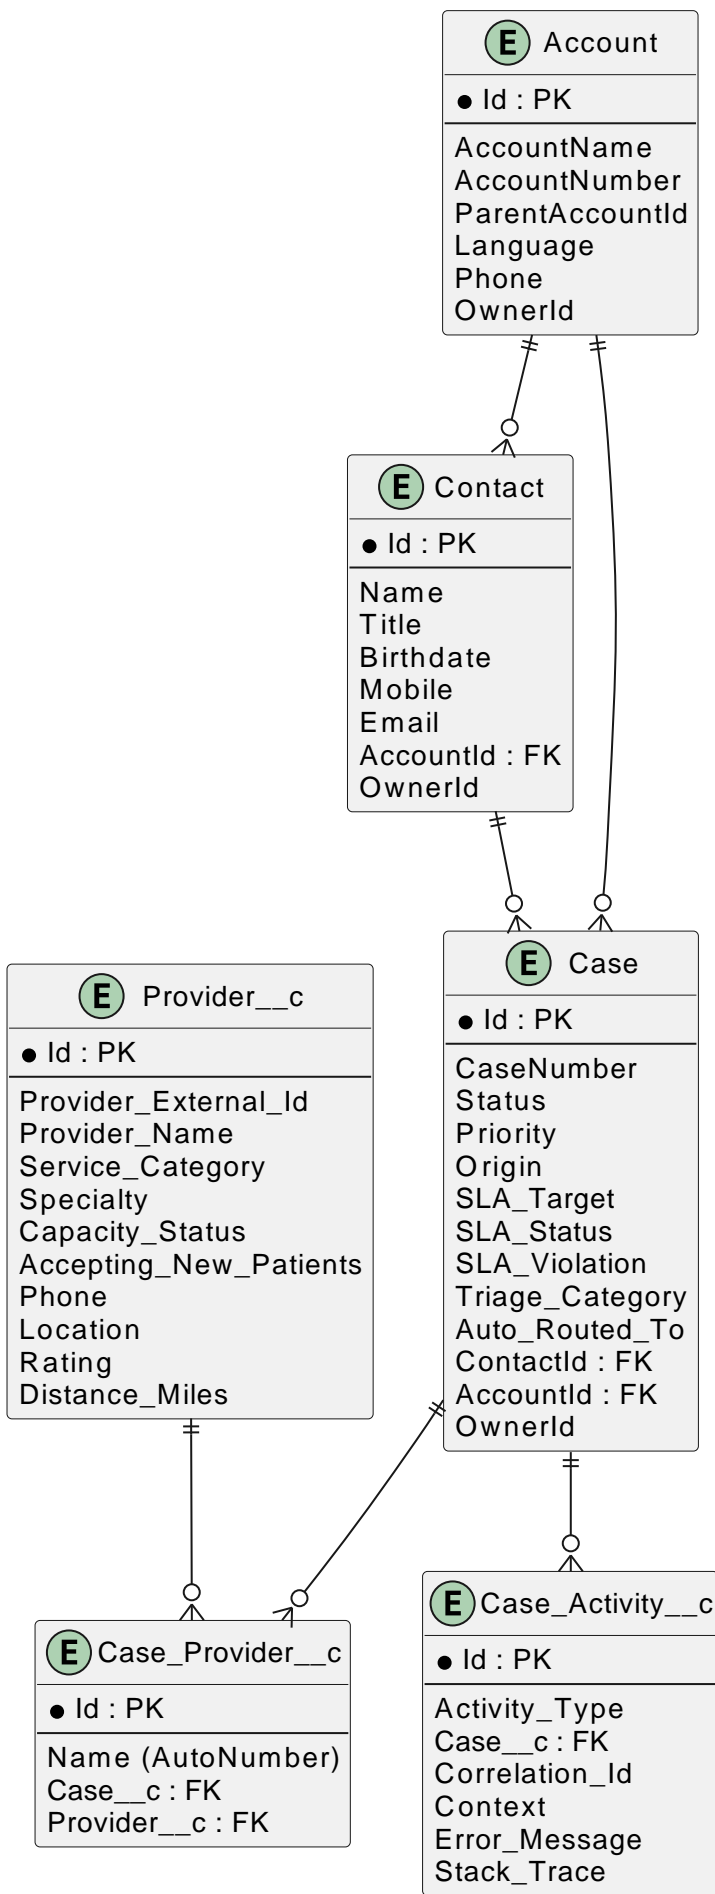 E Account
Id : PK
AccountName
AccountNumber
ParentAccountId
Language
Phone
OwnerId
E Contact
Id : PK
Name
Title
Birthdate
Mobile
Email
AccountId : FK
OwnerId
E Case
Id : PK
CaseNumber
Status
Priority
Origin
SLA_Target
SLA_Status
SLA_Violation
Triage_Category
Auto_Routed_To
ContactId : FK
AccountId : FK
OwnerId
E Provider__c
Id : PK
Provider_External_Id
Provider_Name
Service_Category
Specialty
Capacity_Status
Accepting_New_Patients
Phone
Location
Rating
Distance_Miles
E Case_Provider__c
Id : PK
Name (AutoNumber)
Case__c : FK
Provider__c : FK
E Case_Activity__c
Id : PK
Activity_Type
Case__c : FK
Correlation_Id
Context
Error_Message
Stack_Trace